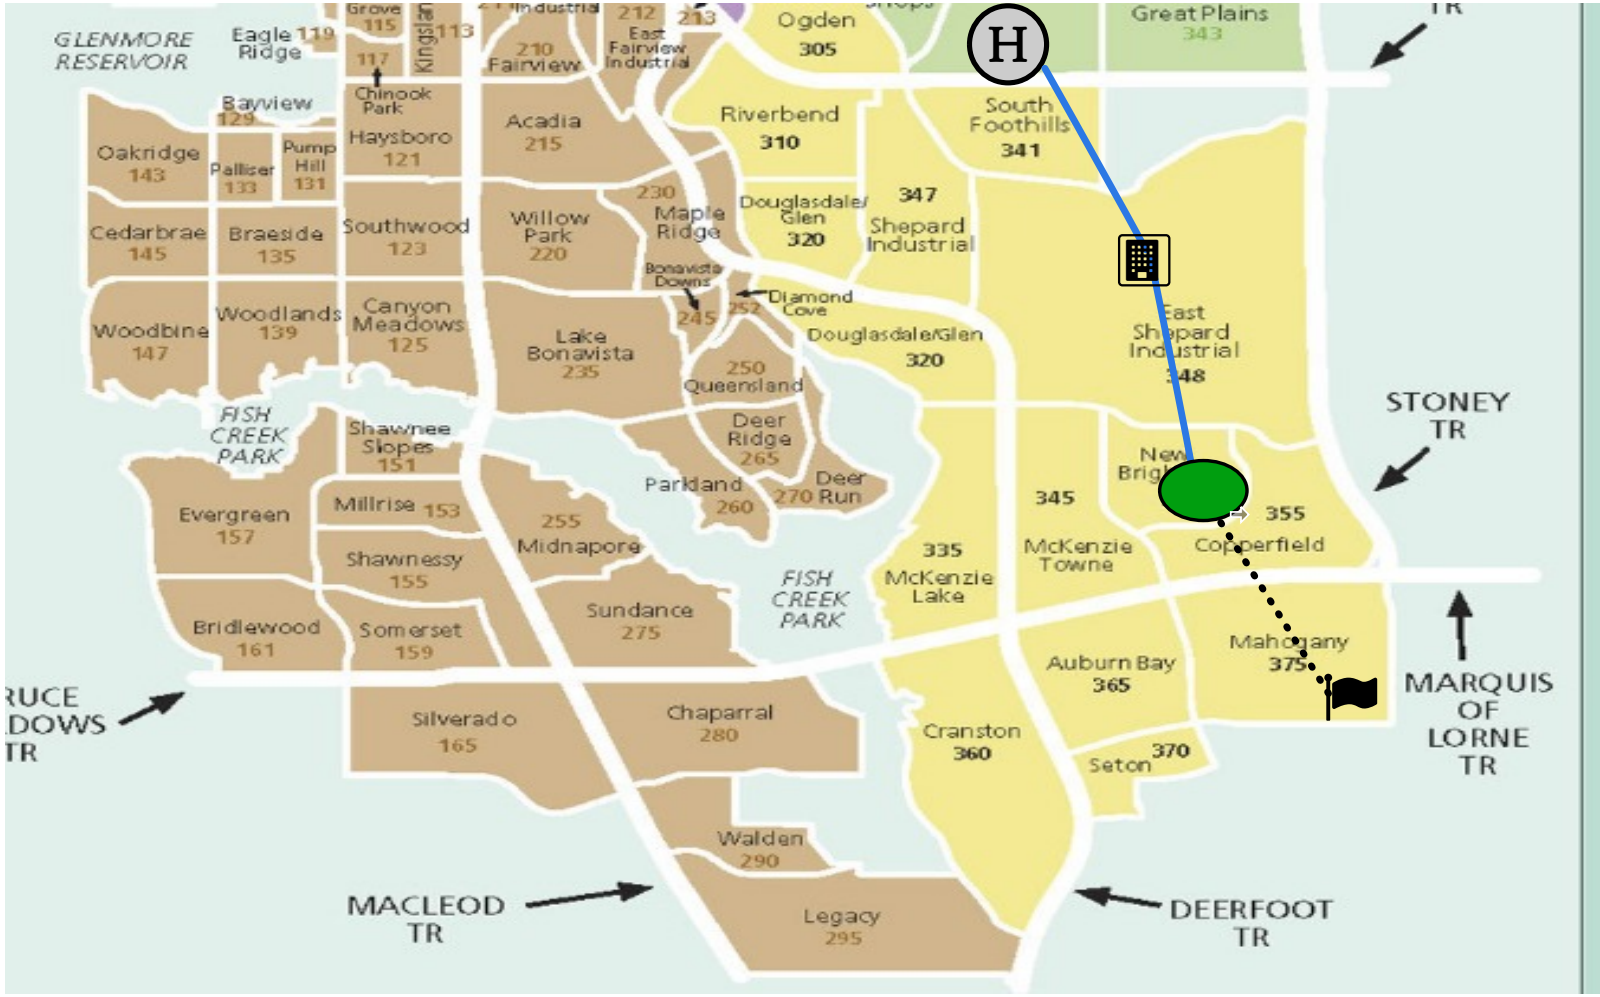 GLENMORE
RESERVOIR
Eagle
Ridge
119
Grove
115
113
117
Chinook
Park
Industrial
210
Fairview
212
213
East
Fairview
Industrial
Ogden
305
H
Great Plains
343
TR
Bayview
129
Oakridge
143
Palliser
133
Pump
Hill
131
Haysboro
121
Acadia
215
Riverbend
310
South
Foothills
341
Cedarbrae
145
Braeside
135
Southwood
123
Willow
Park
220
230
Maple
Ridge
Douglasdale/
Glen
320
347
Shepard
Industrial
Bonavista
Downs
245
252
Diamond
Cove
Woodbine
147
Woodlands
139
Canyon
Meadows
125
Lake
Bonavista
235
250
Queensland
Douglasdale/Glen
320
East
Shepard
Industrial
348
STONEY
TR
FISH
CREEK
PARK
Shawnee
Slopes
151
Deer
Ridge
265
Parkland
260
270
Deer
Run
New
345
McKenzie
Towne
355
Copperfield
Evergreen
157
Millrise 153
255
Midnapore
Shawnessy
155
335
McKenzie
Lake
FISH
CREEK
PARK
Bridlewood
161
Somerset
159
Sundance
275
Auburn Bay
365
Mahogany
375
MARQUIS
OF
LORNE
TR
RUCE
DOWS
TR
Silverado
165
Chaparral
280
Cranston
360
370
Seton
Walden
290
MACLEOD
TR
Legacy
295
DEERFOOT
TR